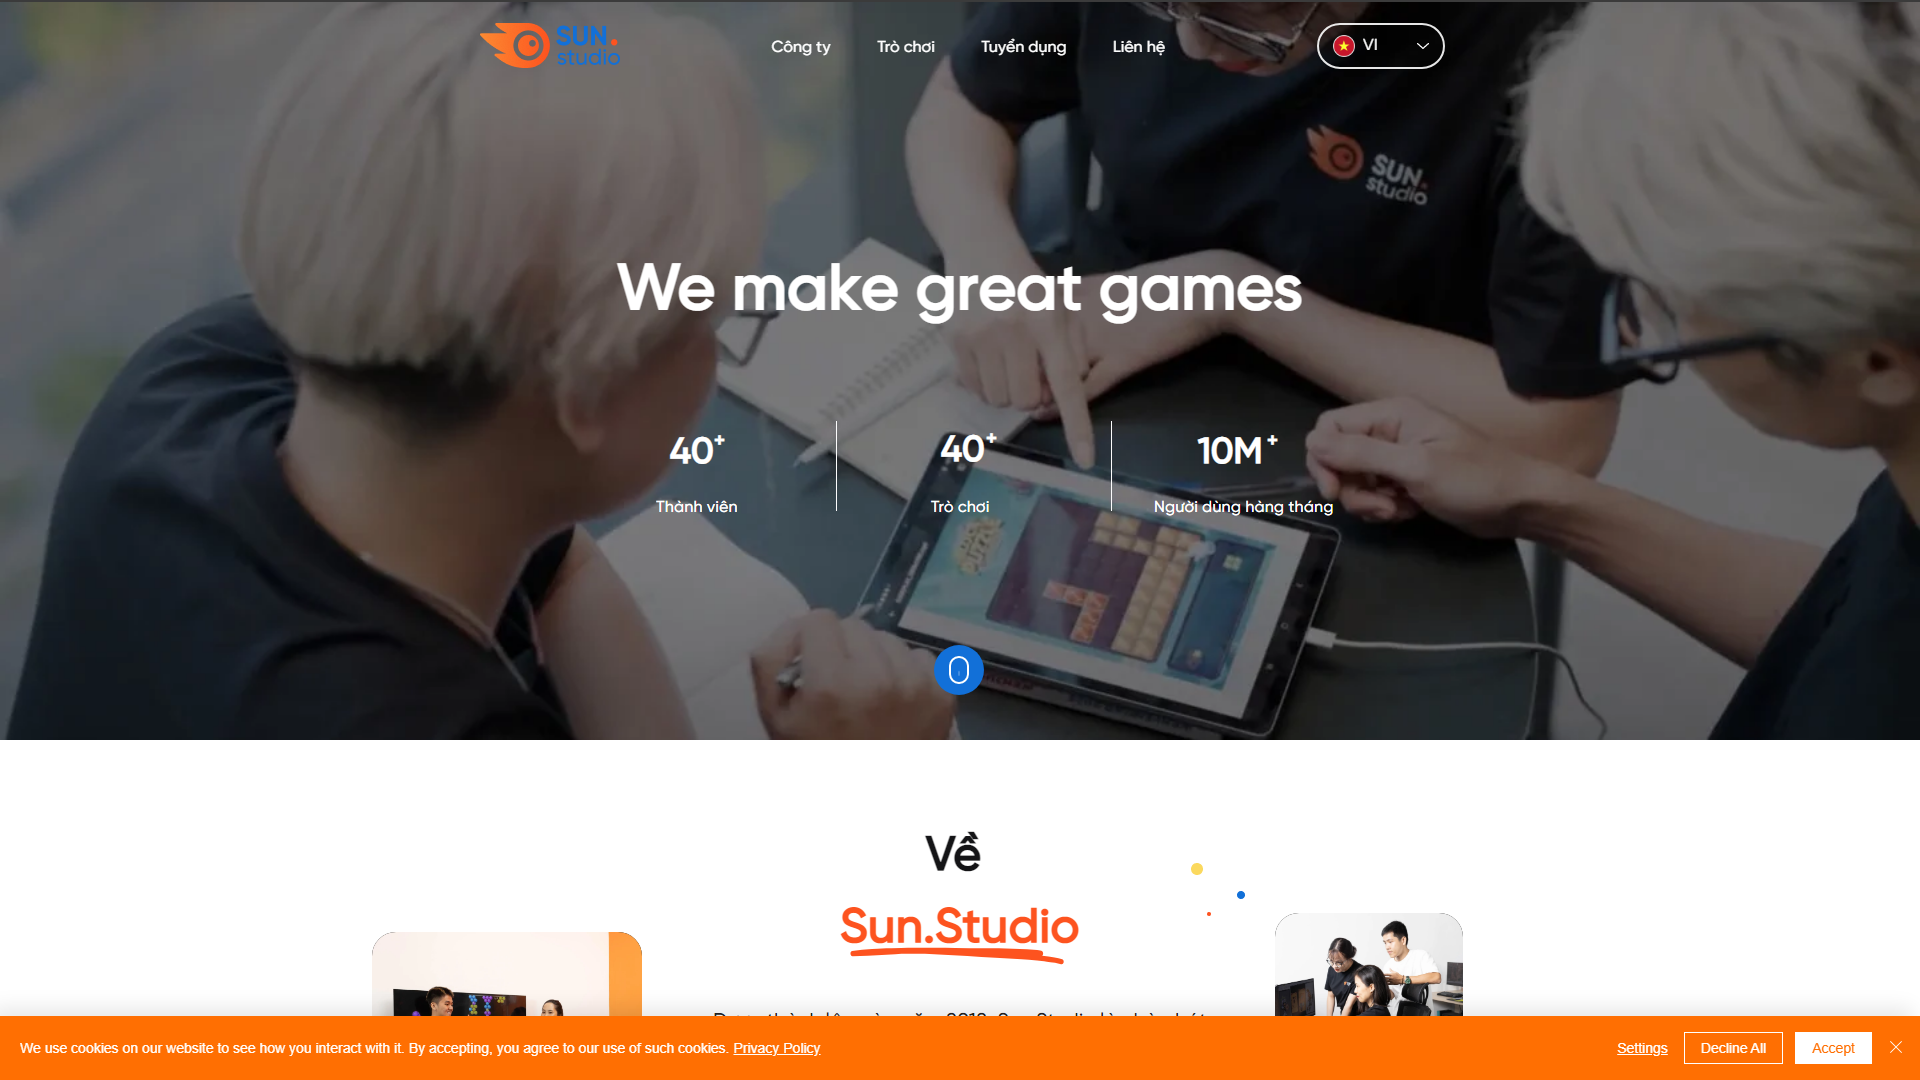 SUN.
studio
Công ty
Trò chơi
Tuyển dụng
Liên hệ
VI
SUN.
studio
We make great games
40+
Thành viên
40+
Trò chơi
10M+
Người dùng hàng tháng
Về
Sun.Studio
We use cookies on our website to see how you interact with it. By accepting, you agree to our use of such cookies. Privacy Policy
Settings
Decline All
Accept